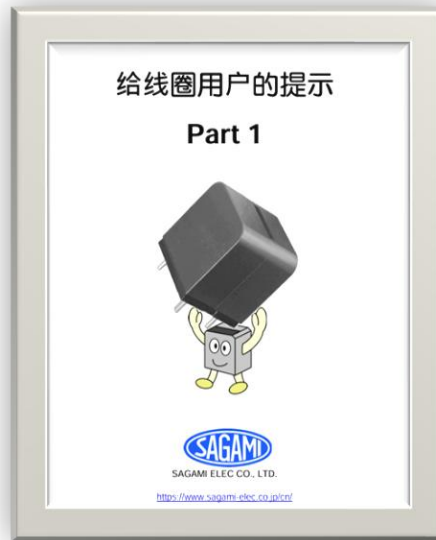 给线圈用户的提示
Part 1
SAGAMI
SAGAMI ELEC CO., LTD.
https://www.sagami-elec.co.jp/cn/